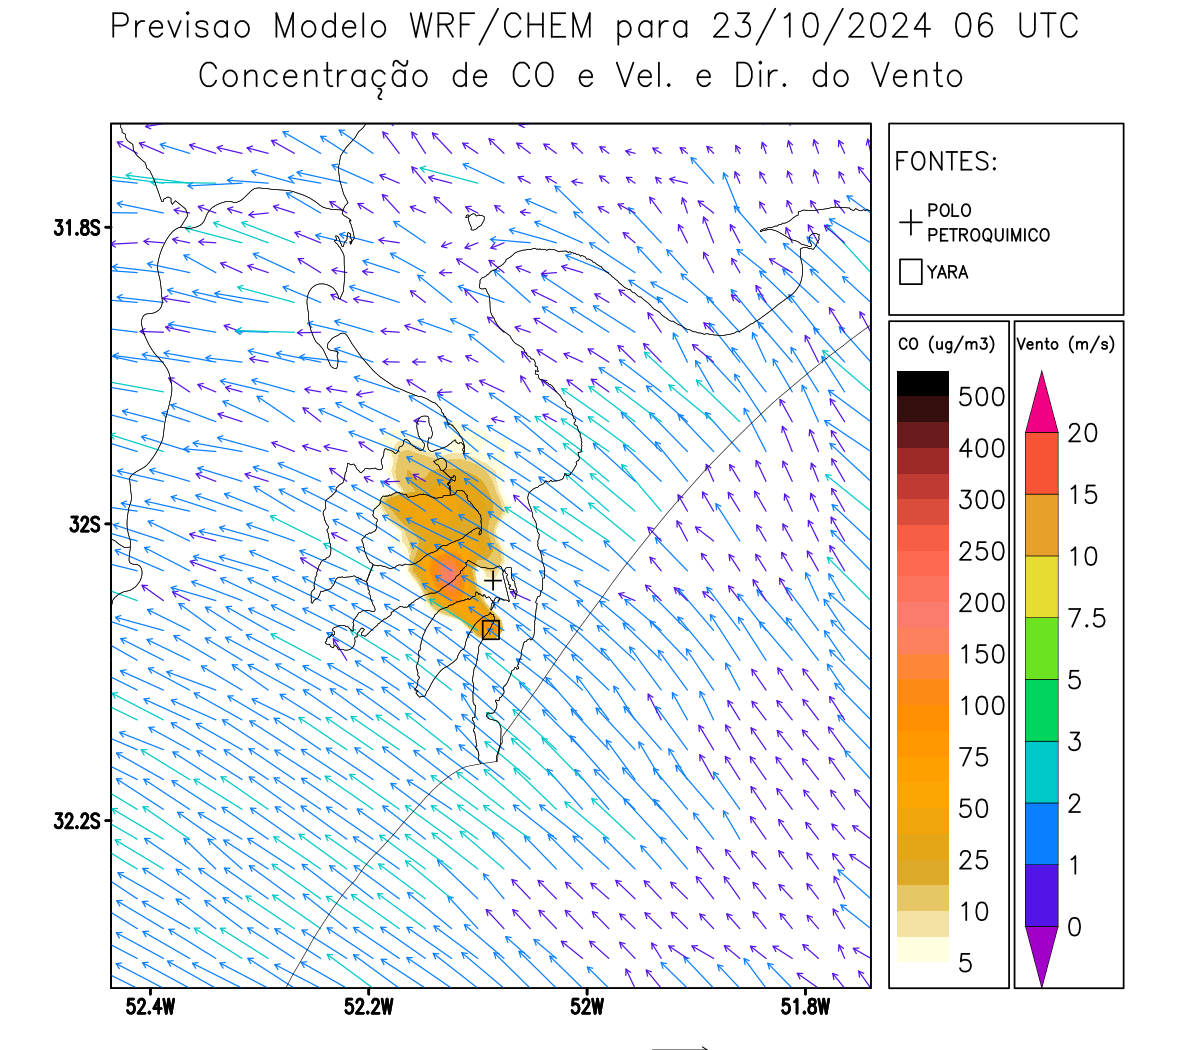 Previsao Modelo WRF/CHEM para 23/10/2024 06 UTC
Concentração de CO e Vel. e Dir. do Vento
FONTES:
POLO
PETROQUIMICO
YARA
CO (ug/m3)
500
400
300
250
200
150
100
75
50
25
10
5
Vento (m/s)
20
15
10
7.5
5
3
2
1
0
31.8S
32S
32.2S
52.4W
52.2W
52W
51.8W